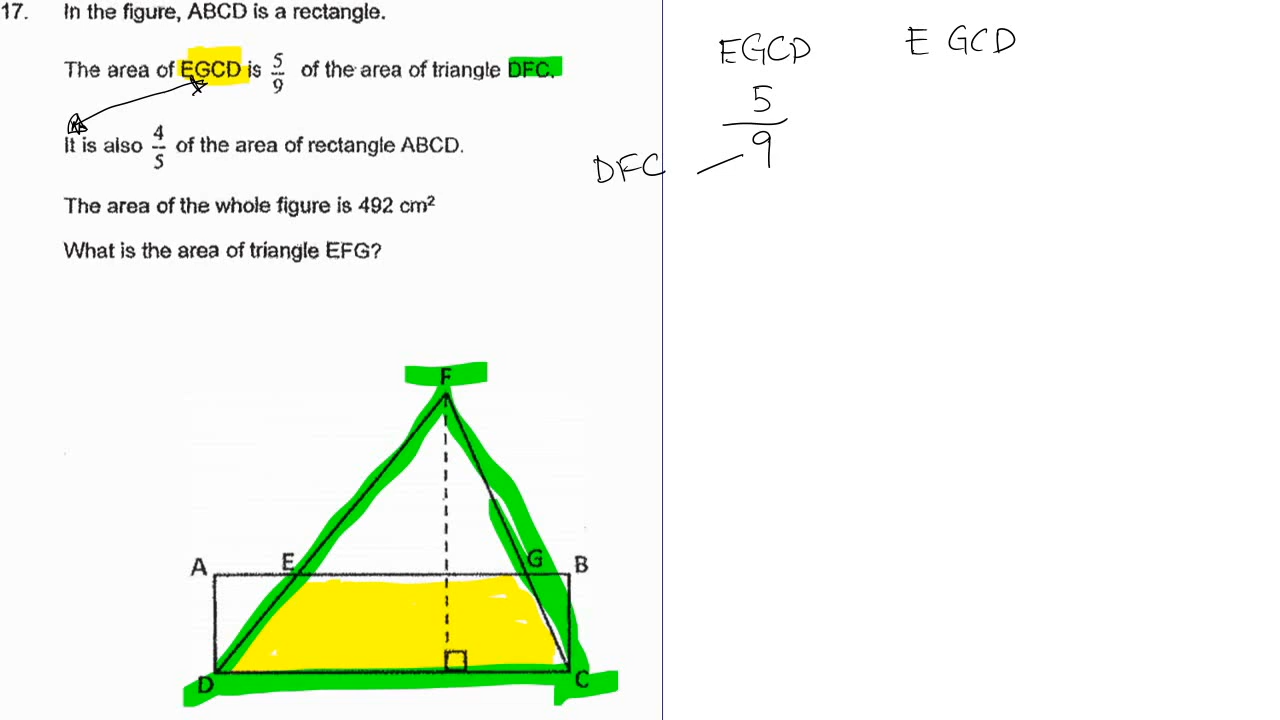 17. In the figure, ABCD is a rectangle.
The area of EGCD is 5/9 of the area of triangle DFC.
It is also 4/5 of the area of rectangle ABCD.
The area of the whole figure is 492 cm²
What is the area of triangle EFG?
F
A E G B
D C
EGCD
5
9
DFC
E GCD